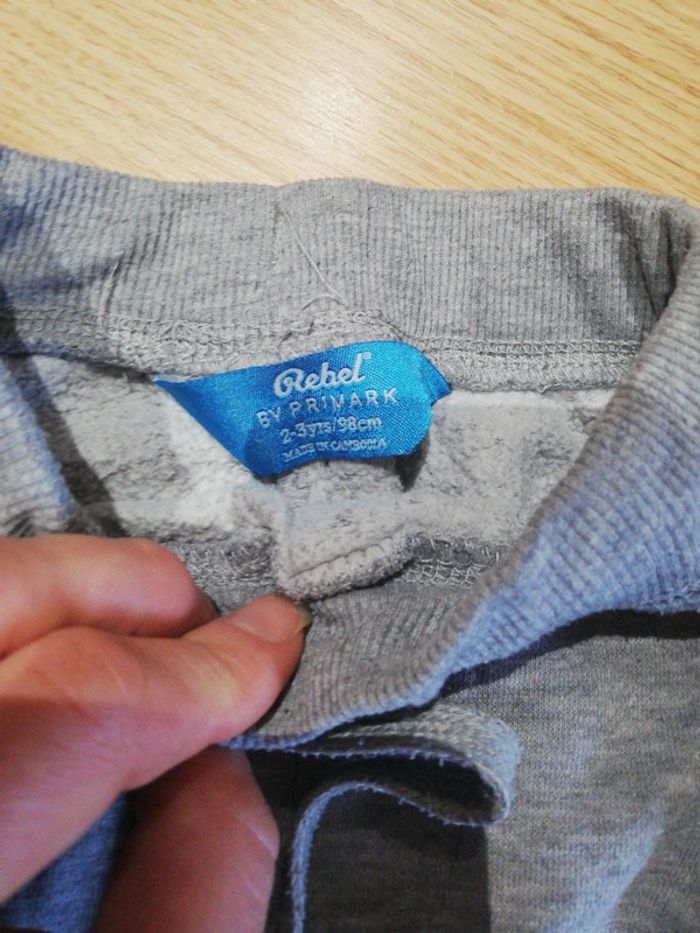 Rebel®
BY PRIMARK
2-3yrs/98cm
MADE IN CAMBODIA